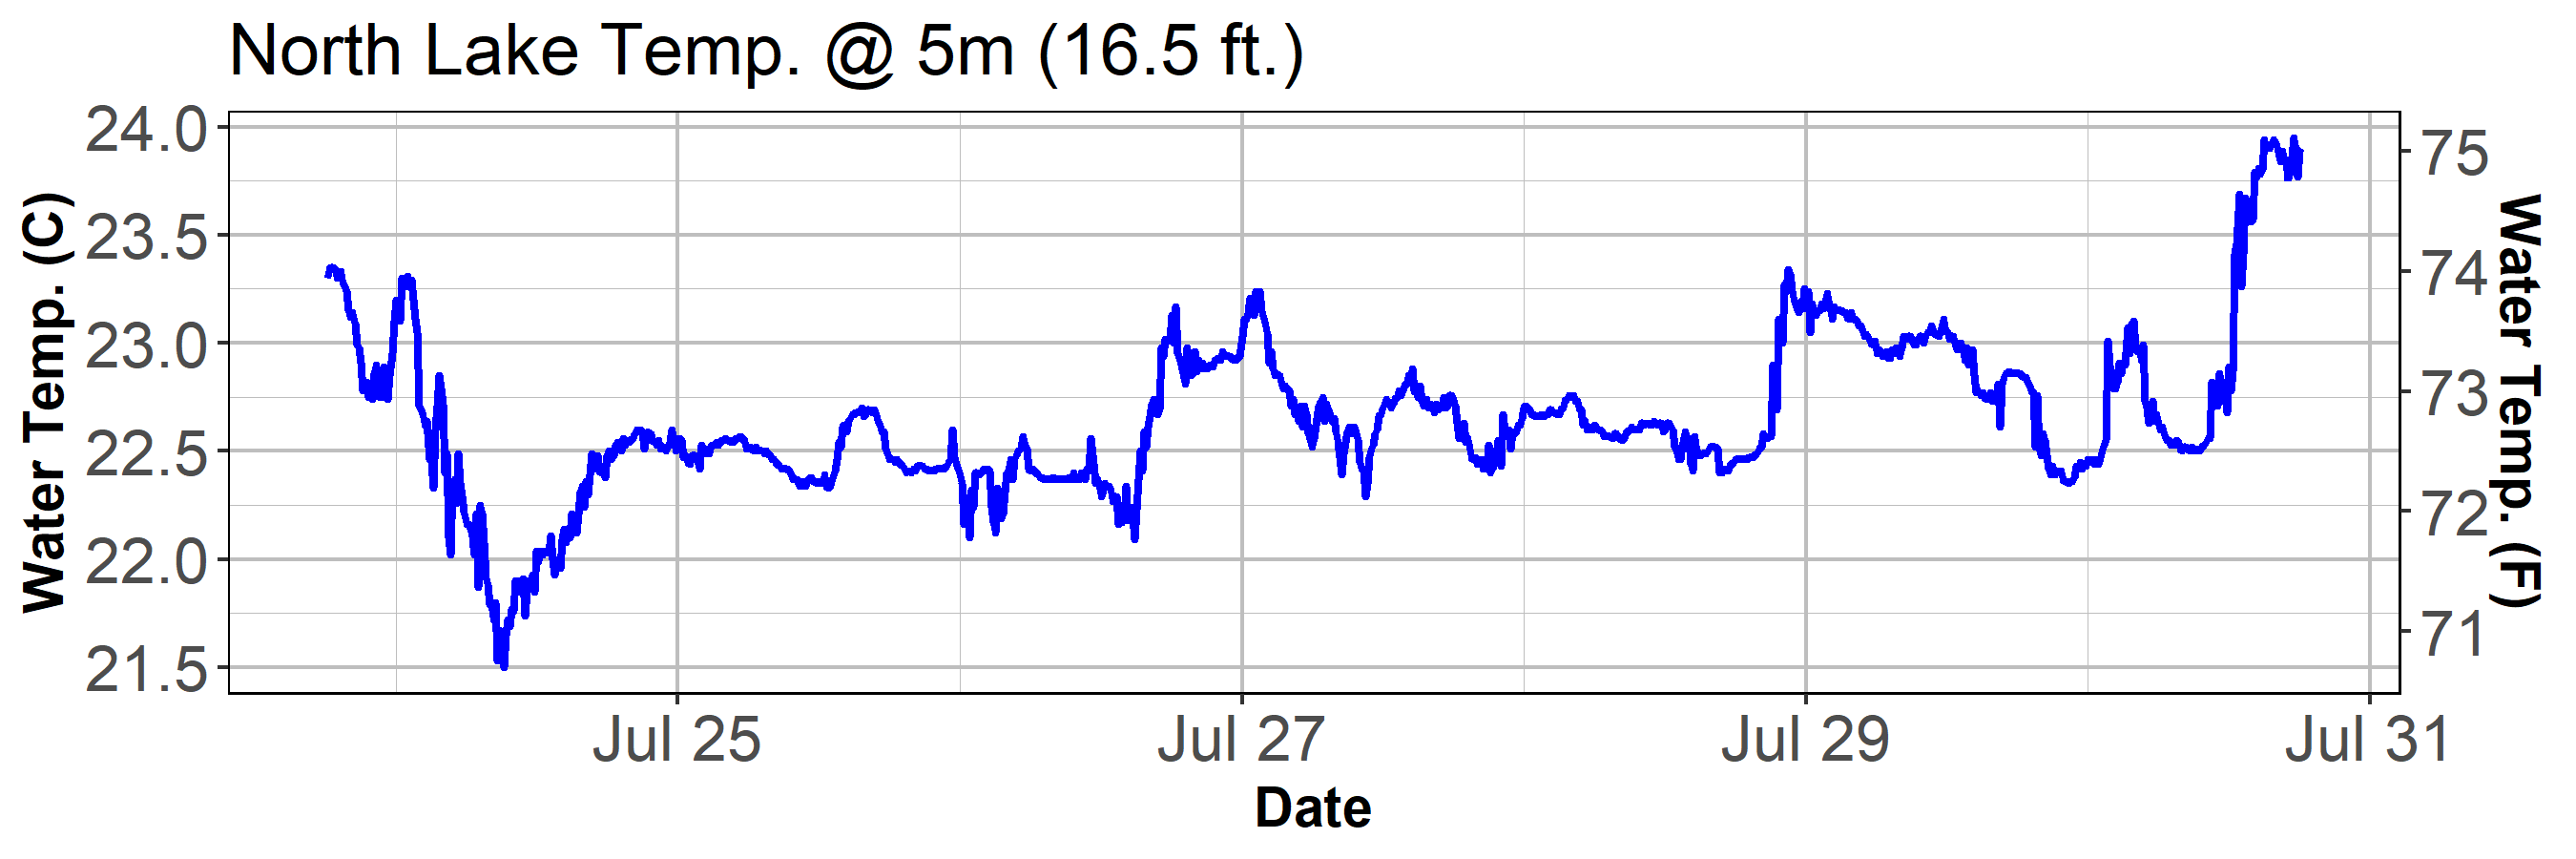 North Lake Temp. @ 5m (16.5 ft.)
24.0
23.5
23.0
22.5
22.0
21.5
Water Temp. (C)
75
74
73
72
71
Water Temp. (F)
Jul 25 Jul 27 Jul 29 Jul 31
Date